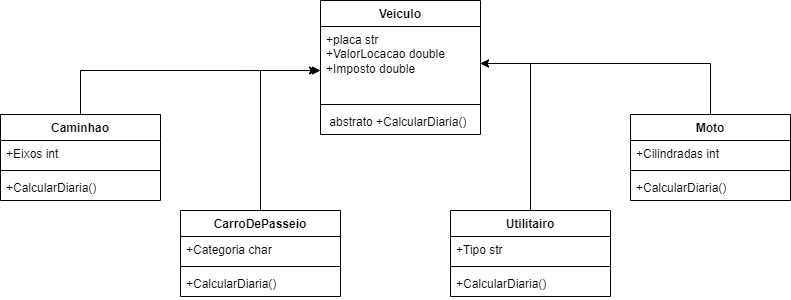 Veiculo
+placa str
+ValorLocacao double
+Imposto double
abstrato +CalcularDiaria()
Caminhao
+Eixos int
+CalcularDiaria()
Moto
+Cilindradas int
+CalcularDiaria()
CarroDePasseio
+Categoria char
+CalcularDiaria()
Utilitairo
+Tipo str
+CalcularDiaria()